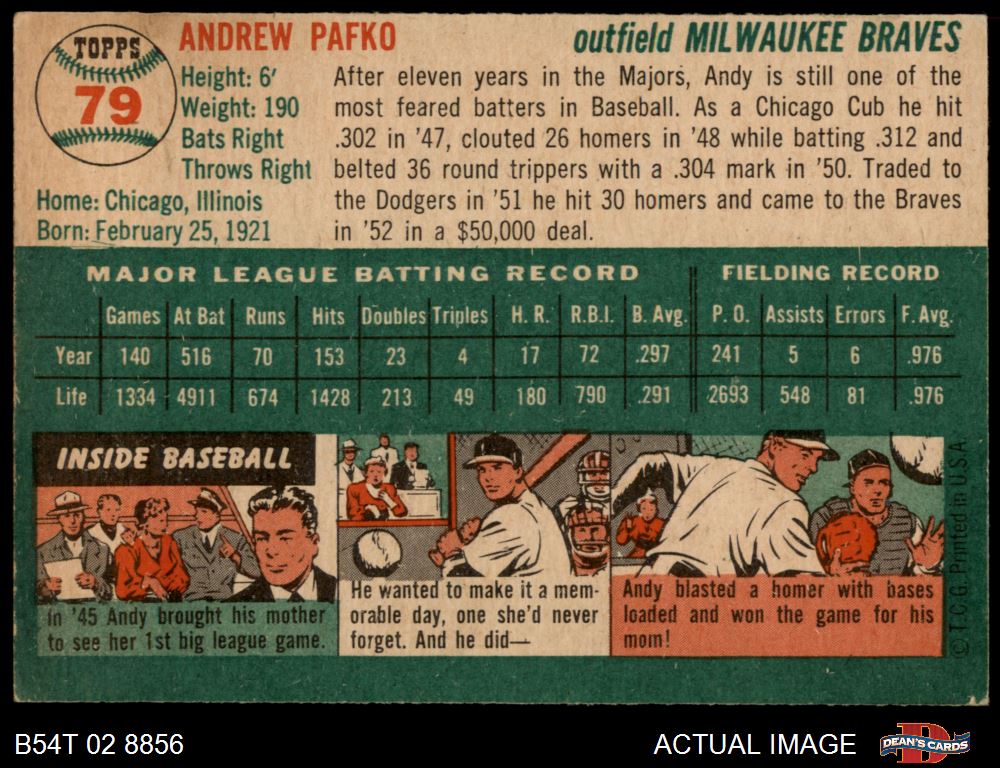 TOPPS
79
ANDREW PAFKO
outfield MILWAUKEE BRAVES
Height: 6'
Weight: 190
Bats Right
Throws Right
Home: Chicago, Illinois
Born: February 25, 1921
After eleven years in the Majors, Andy is still one of the
most feared batters in Baseball. As a Chicago Cub he hit
.302 in '47, clouted 26 homers in '48 while batting .312 and
belted 36 round trippers with a .304 mark in '50. Traded to
the Dodgers in '51 he hit 30 homers and came to the Braves
in '52 in a $50,000 deal.
MAJOR LEAGUE BATTING RECORD FIELDING RECORD
Games At Bat Runs Hits Doubles Triples H. R. R.B.I. B. Avg. P. O. Assists Errors F. Avg.
Year 140 516 70 153 23 4 17 72 .297 241 5 6 .976
Life 1334 4911 674 1428 213 49 180 790 .291 2693 548 81 .976
INSIDE BASEBALL
In '45 Andy brought his mother
to see her 1st big league game.
He wanted to make it a mem-
orable day, one she'd never
forget. And he did—
Andy blasted a homer with bases
loaded and won the game for his
mom!
© T.C.G. Printed in U.S.A.
B54T 02 8856
ACTUAL IMAGE
DEAN'S CARDS